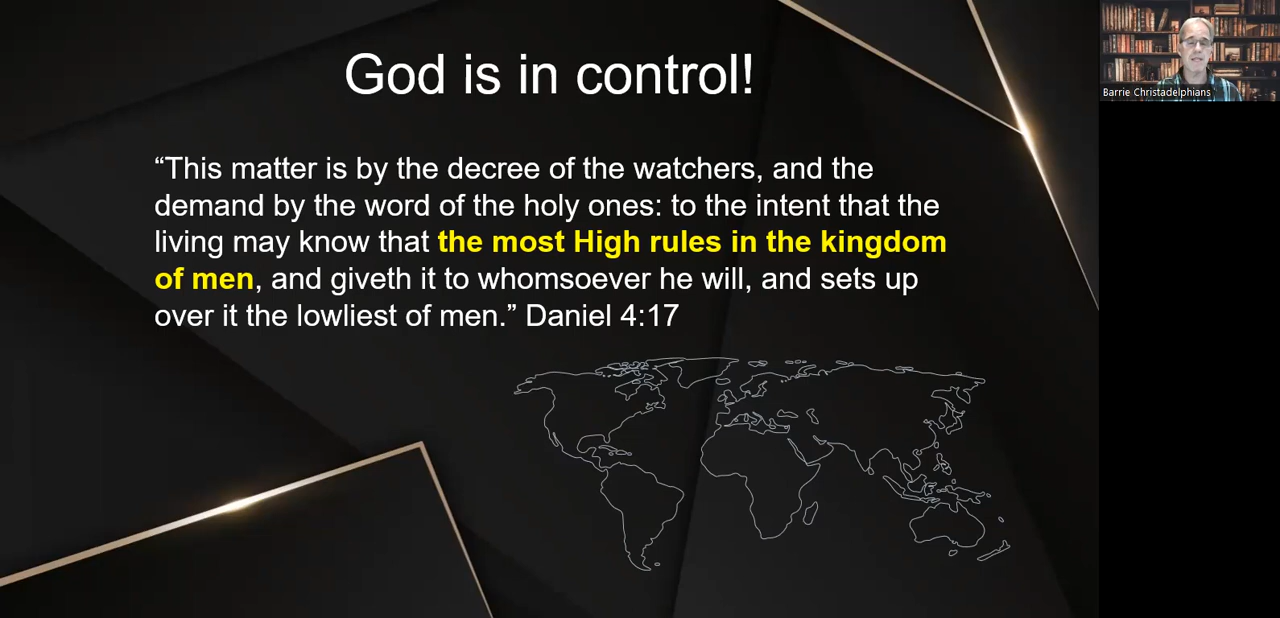 God is in control!
“This matter is by the decree of the watchers, and the
demand by the word of the holy ones: to the intent that the
living may know that the most High rules in the kingdom
of men, and giveth it to whomsoever he will, and sets up
over it the lowliest of men.” Daniel 4:17
Barrie Christadelphians